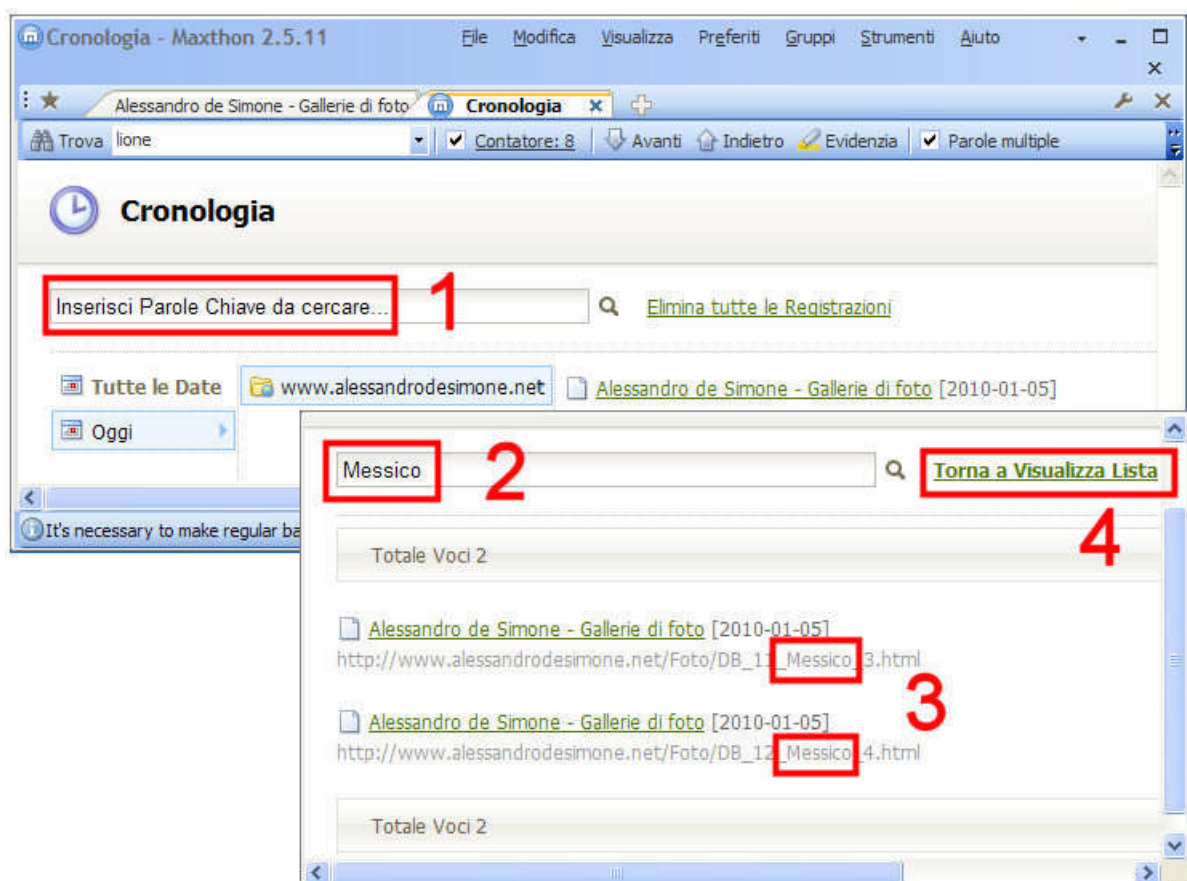 Cronologia - Maxthon 2.5.11 File Modifica Visualizza Preferiti Gruppi Strumenti Aiuto
Alessandro de Simone - Gallerie di foto Cronologia
Trova lione Contatore: 8 Avanti Indietro Evidenzia Parole multiple
Cronologia
Inserisci Parole Chiave da cercare... 1 Elimina tutte le Registrazioni
Tutte le Date www.alessandrodesimone.net Alessandro de Simone - Gallerie di foto [2010-01-05]
Oggi
It's necessary to make regular ba
Messico 2 Torna a Visualizza Lista
4
Totale Voci 2
Alessandro de Simone - Gallerie di foto [2010-01-05]
http://www.alessandrodesimone.net/Foto/DB_11_Messico_3.html
3
Alessandro de Simone - Gallerie di foto [2010-01-05]
http://www.alessandrodesimone.net/Foto/DB_12_Messico_4.html
Totale Voci 2